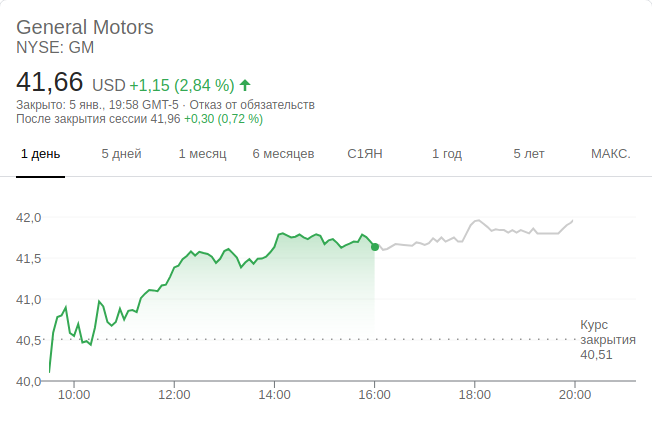 General Motors
NYSE: GM
41,66 USD +1,15 (2,84 %)
Закрыто: 5 янв., 19:58 GMT-5 · Отказ от обязательств
После закрытия сессии 41,96 +0,30 (0,72 %)
1 день 5 дней 1 месяц 6 месяцев С1ЯН 1 год 5 лет МАКС.
42,0
41,5
41,0
40,5
40,0
Курс
закрытия
40,51
10:00 12:00 14:00 16:00 18:00 20:00